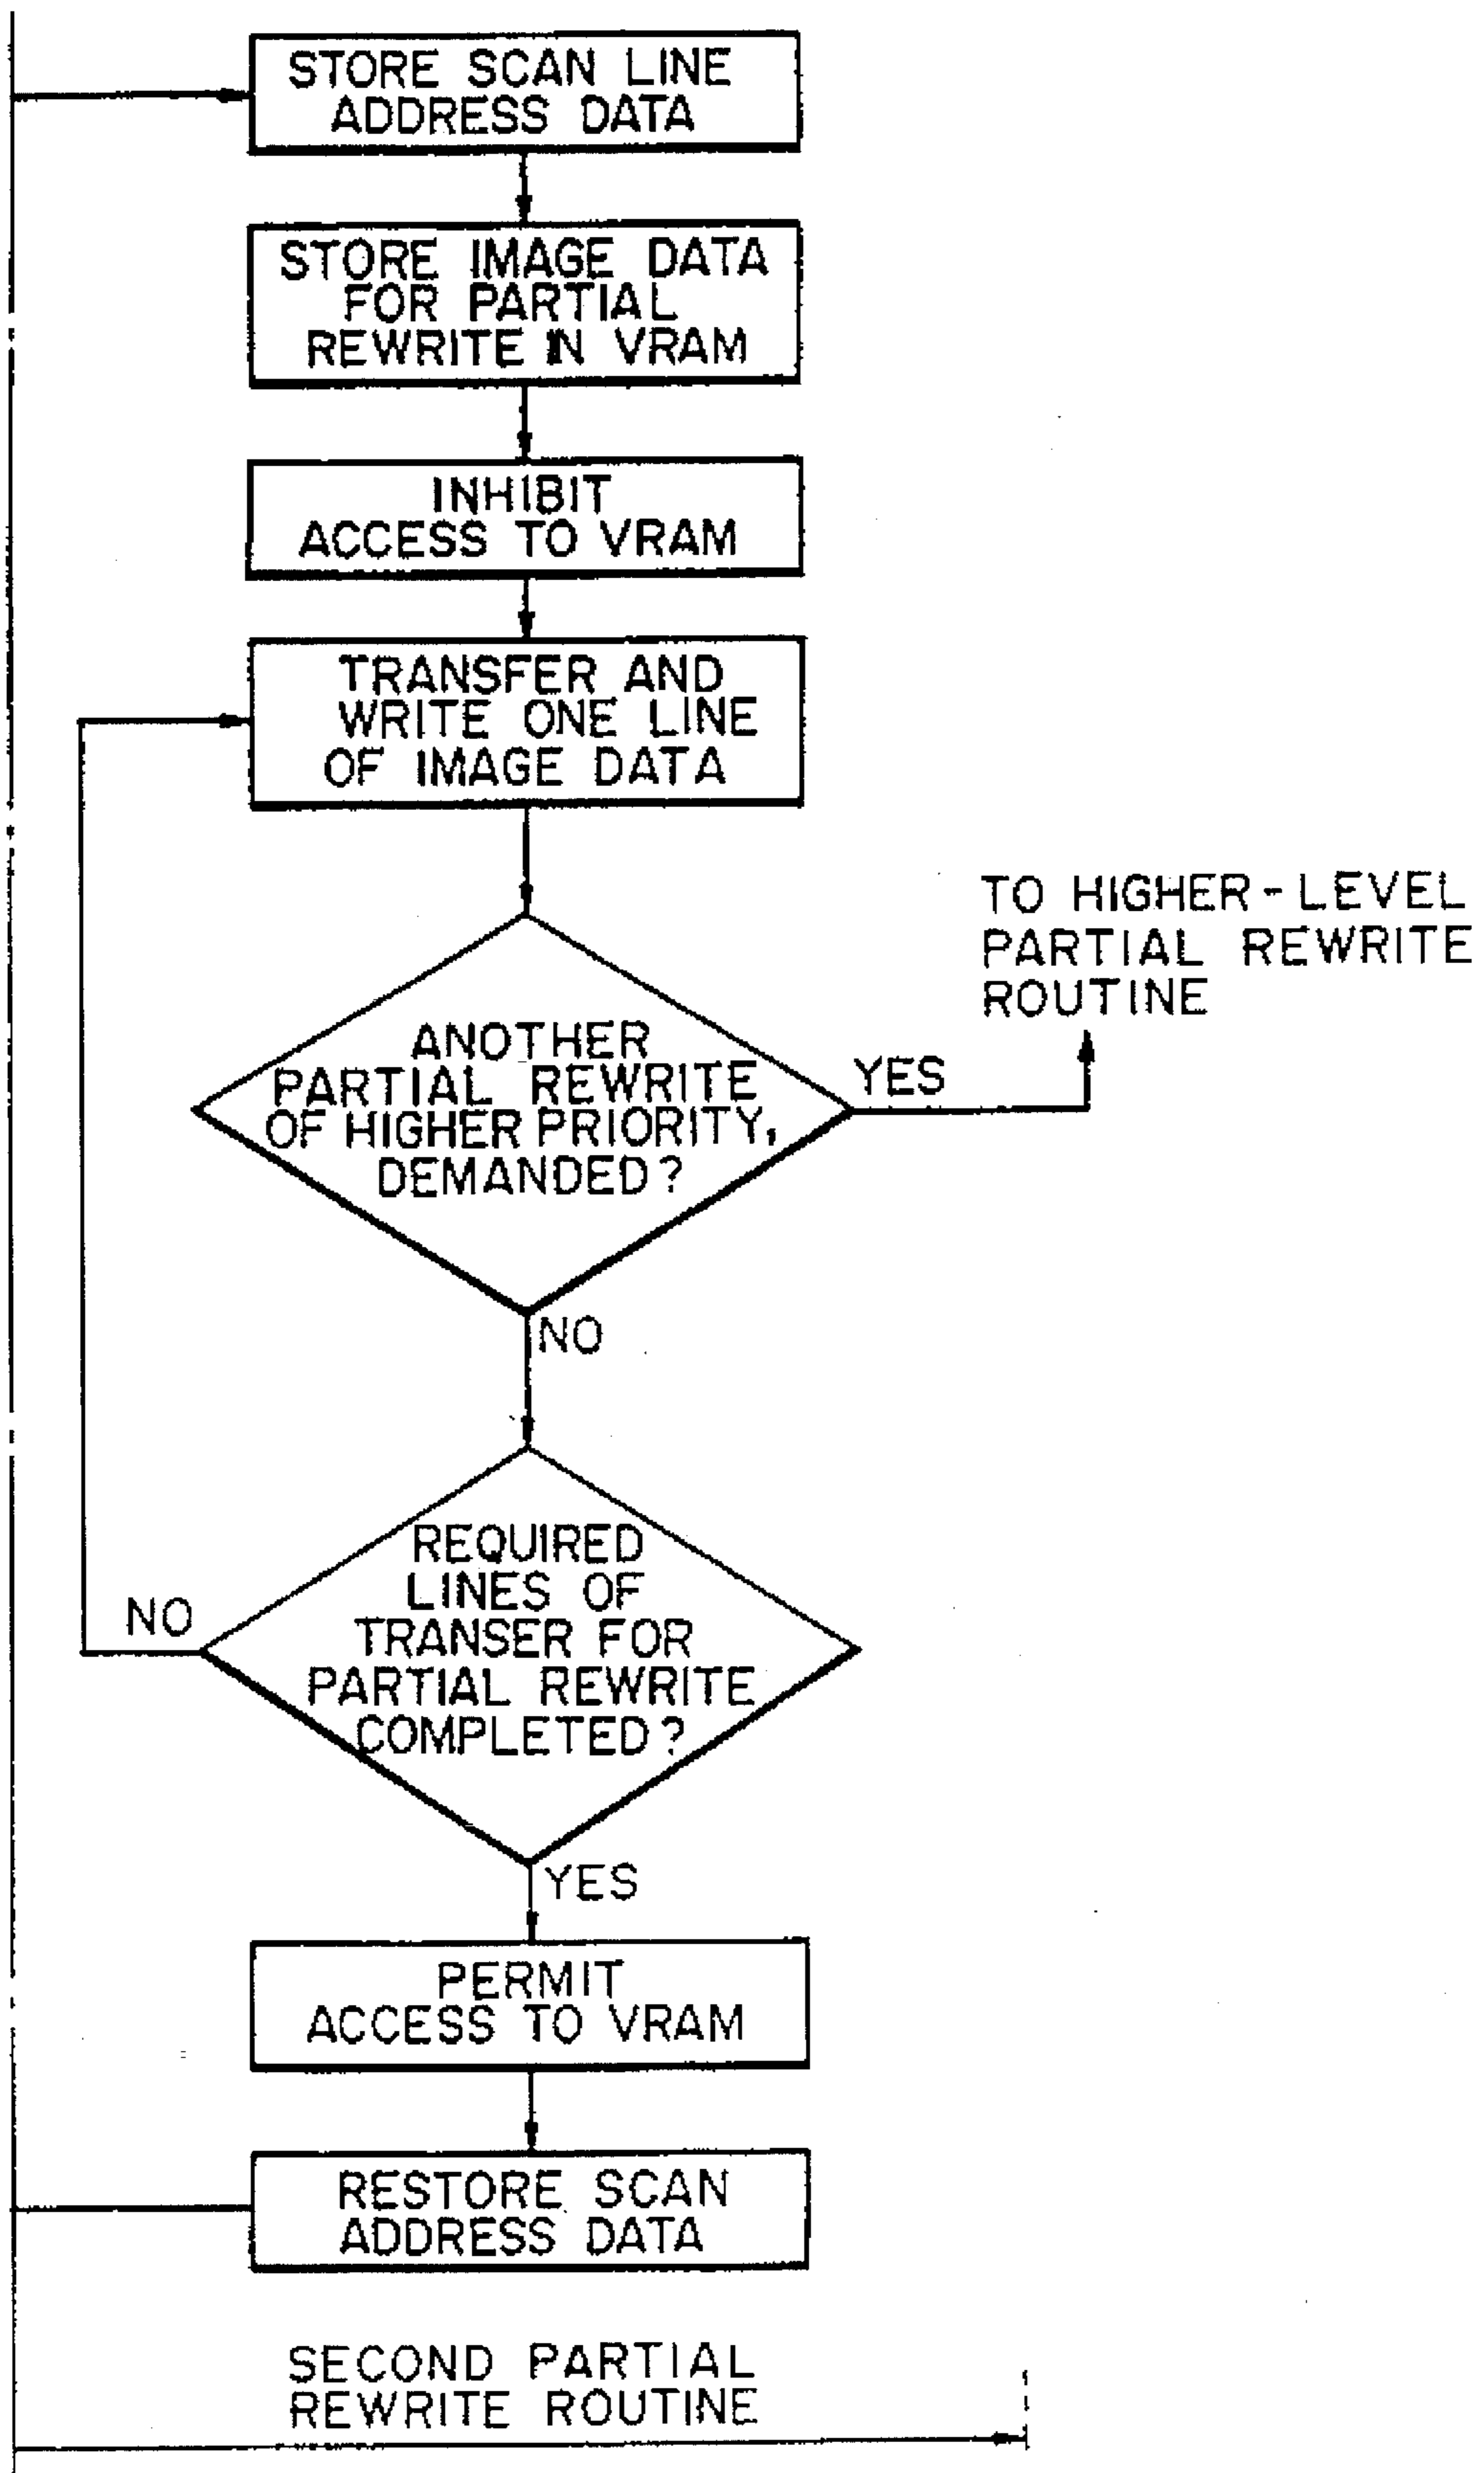 STORE SCAN LINE
ADDRESS DATA
STORE IMAGE DATA
FOR PARTIAL
REWRITE IN VRAM
INHIBIT
ACCESS TO VRAM
TRANSFER AND
WRITE ONE LINE
OF IMAGE DATA
TO HIGHER-LEVEL
PARTIAL REWRITE
ROUTINE
ANOTHER
PARTIAL REWRITE
OF HIGHER PRIORITY,
DEMANDED?
YES
NO
REQUIRED
LINES OF
TRANSER FOR
PARTIAL REWRITE
COMPLETED?
NO
YES
PERMIT
ACCESS TO VRAM
RESTORE SCAN
ADDRESS DATA
SECOND PARTIAL
REWRITE ROUTINE